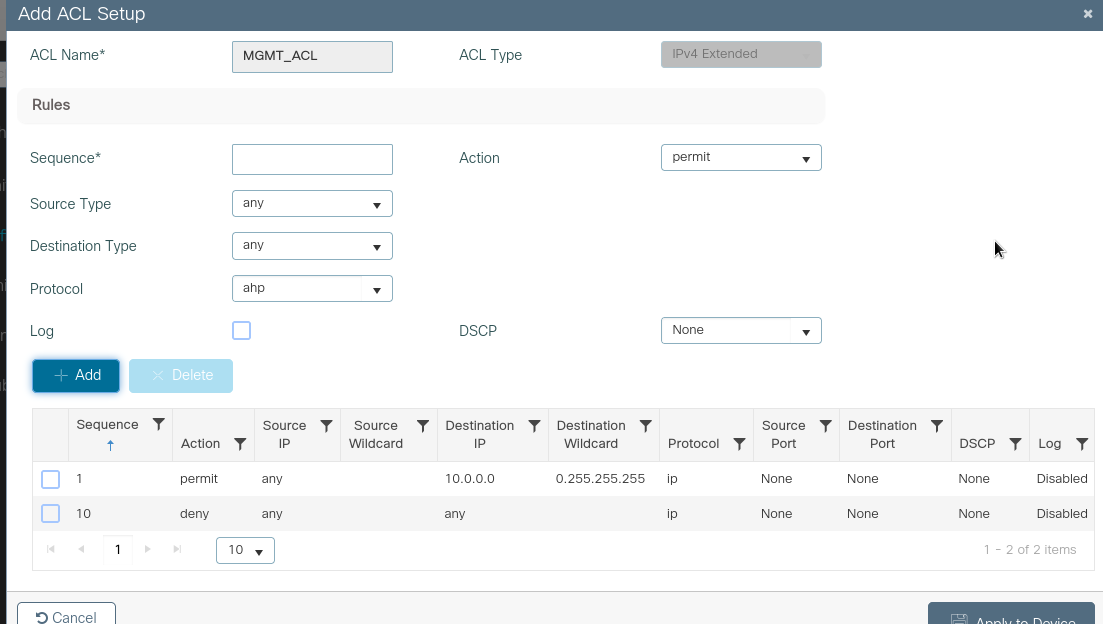 Add ACL Setup
ACL Name* MGMT_ACL ACL Type IPv4 Extended
Rules
Sequence* Action permit
Source Type any
Destination Type any
Protocol ahp
Log DSCP None
Add Delete
Sequence Action Source IP Source Wildcard Destination IP Destination Wildcard Protocol Source Port Destination Port DSCP Log
1 permit any 10.0.0.0 0.255.255.255 ip None None None Disabled
10 deny any any ip None None None Disabled
1 10 1 - 2 of 2 items
Cancel Apply to Device